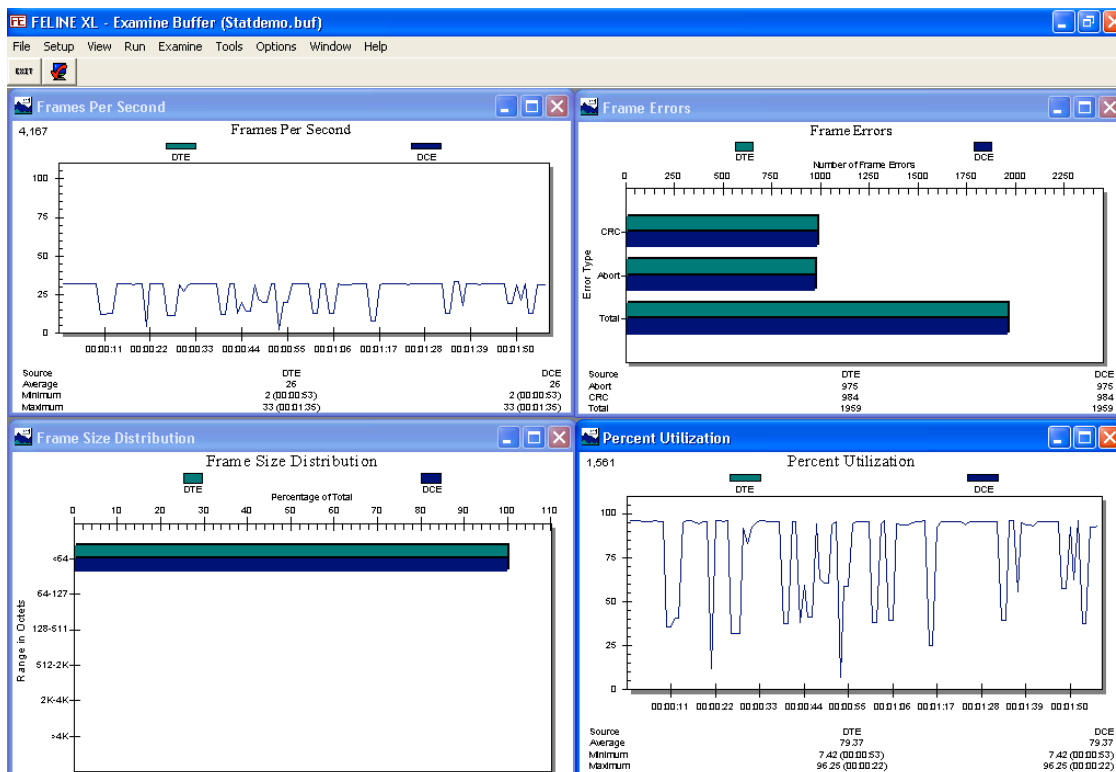 FELINE XL - Examine Buffer (Statdemo.buf)
File Setup View Run Examine Tools Options Window Help
EXIT
Frames Per Second
4,167 Frames Per Second
DTE DCE
100
75
50
25
0
00:00:11 00:00:22 00:00:33 00:00:44 00:00:55 00:01:06 00:01:17 00:01:28 00:01:39 00:01:50
Source DTE DCE
Average 26 26
Minimum 2 (00:00:53) 2 (00:00:53)
Maximum 33 (00:01:35) 33 (00:01:35)
Frame Errors
Frame Errors
DTE DCE
Number of Frame Errors
0 250 500 750 1000 1250 1500 1750 2000 2250
Error Type
CRC
Abort
Total
Source DTE DCE
Abort 975 975
CRC 984 984
Total 1959 1959
Frame Size Distribution
Frame Size Distribution
DTE DCE
Percentage of Total
0 10 20 30 40 50 60 70 80 90 100 110
Range in Octets
<64
64-127
128-511
512-2K
2K-4K
>4K
Percent Utilization
1,561 Percent Utilization
DTE DCE
100
75
50
25
0
00:00:11 00:00:22 00:00:33 00:00:44 00:00:55 00:01:06 00:01:17 00:01:28 00:01:39 00:01:50
Source DTE DCE
Average 79.37 79.37
Minimum 7.42 (00:00:53) 7.42 (00:00:53)
Maximum 96.25 (00:00:22) 96.25 (00:00:22)